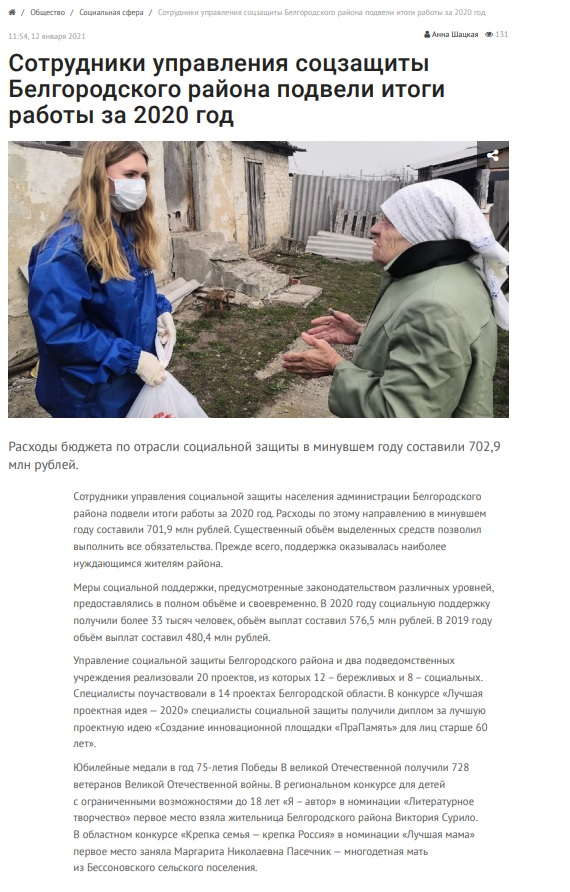 / Общество / Социальная сфера / Сотрудники управления соцзащиты Белгородского района подвели итоги работы за 2020 год
11:54, 12 января 2021
Анна Шацкая 131
Сотрудники управления соцзащиты
Белгородского района подвели итоги
работы за 2020 год
Расходы бюджета по отрасли социальной защиты в минувшем году составили 702,9
млн рублей.
Сотрудники управления социальной защиты населения администрации Белгородского
района подвели итоги работы за 2020 год. Расходы по этому направлению в минувшем
году составили 701,9 млн рублей. Существенный объём выделенных средств позволил
выполнить все обязательства. Прежде всего, поддержка оказывалась наиболее
нуждающимся жителям района.
Меры социальной поддержки, предусмотренные законодательством различных уровней,
предоставлялись в полном объёме и своевременно. В 2020 году социальную поддержку
получили более 33 тысяч человек, объём выплат составил 576,5 млн рублей. В 2019 году
объём выплат составил 480,4 млн рублей.
Управление социальной защиты Белгородского района и два подведомственных
учреждения реализовали 20 проектов, из которых 12 – бережливых и 8 – социальных.
Специалисты поучаствовали в 14 проектах Белгородской области. В конкурсе «Лучшая
проектная идея — 2020» специалисты социальной защиты получили диплом за лучшую
проектную идею «Создание инновационной площадки «ПраПамять» для лиц старше 60
лет».
Юбилейные медали в год 75-летия Победы В великой Отечественной получили 728
ветеранов Великой Отечественной войны. В региональном конкурсе для детей
с ограниченными возможностями до 18 лет «Я – автор» в номинации «Литературное
творчество» первое место взяла жительница Белгородского района Виктория Сурило.
В областном конкурсе «Крепка семья — крепка Россия» в номинации «Лучшая мама»
первое место заняла Маргарита Николаевна Пасечник — многодетная мать
из Бессоновского сельского поселения.